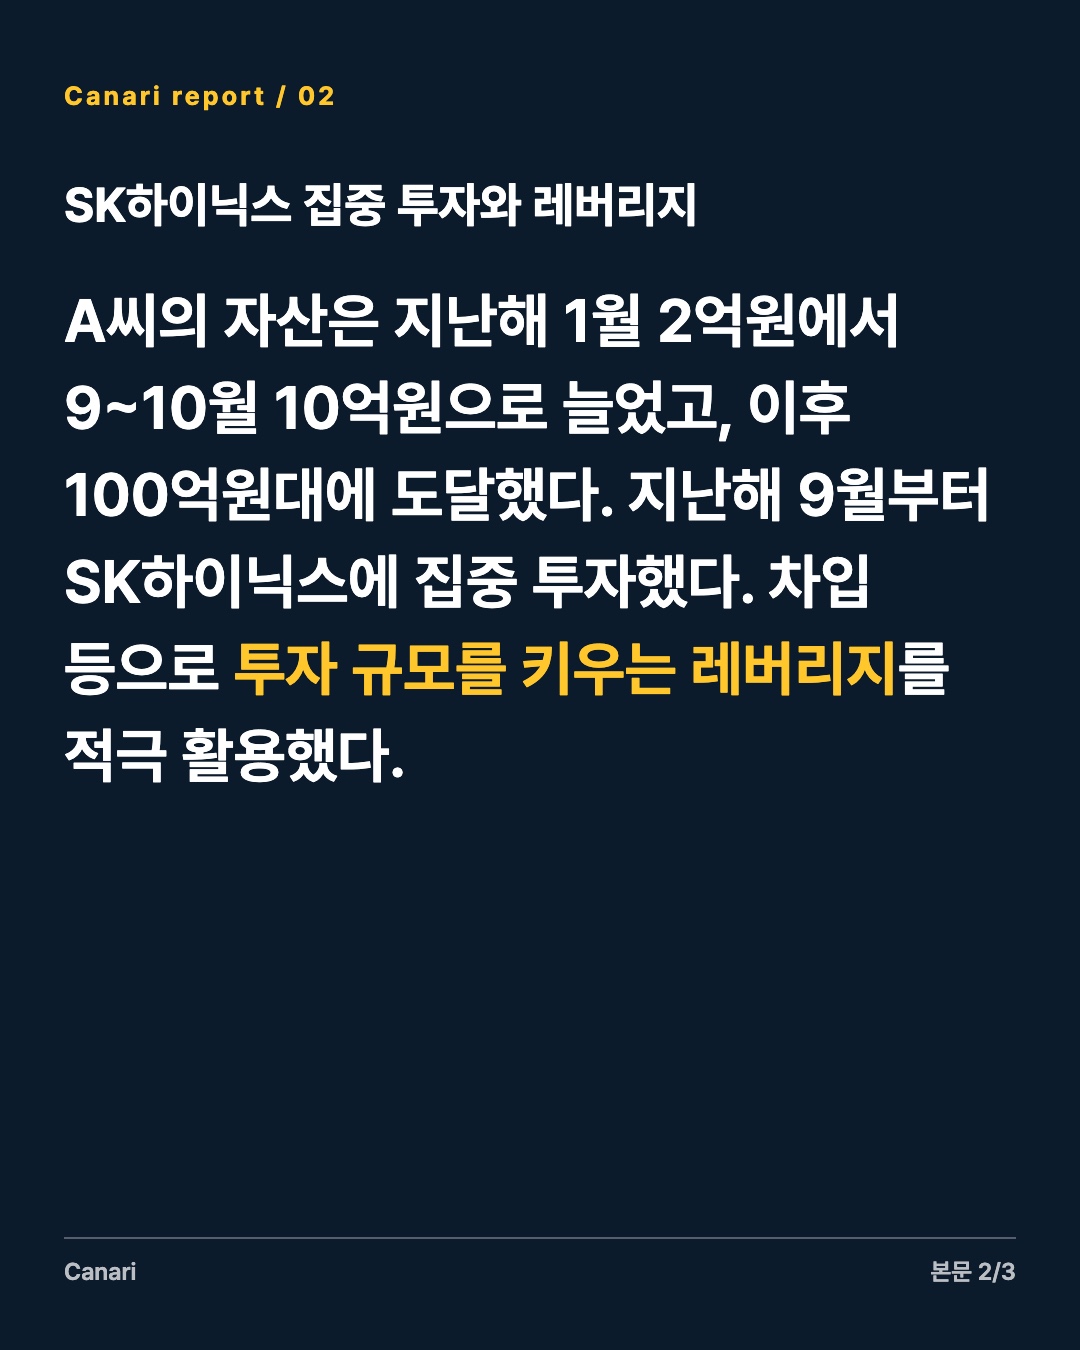 Canari report / 02
SK하이닉스 집중 투자와 레버리지
A씨의 자산은 지난해 1월 2억원에서
9~10월 10억원으로 늘었고, 이후
100억원대에 도달했다. 지난해 9월부터
SK하이닉스에 집중 투자했다. 차입
등으로 투자 규모를 키우는 레버리지를
적극 활용했다.
Canari
본문 2/3